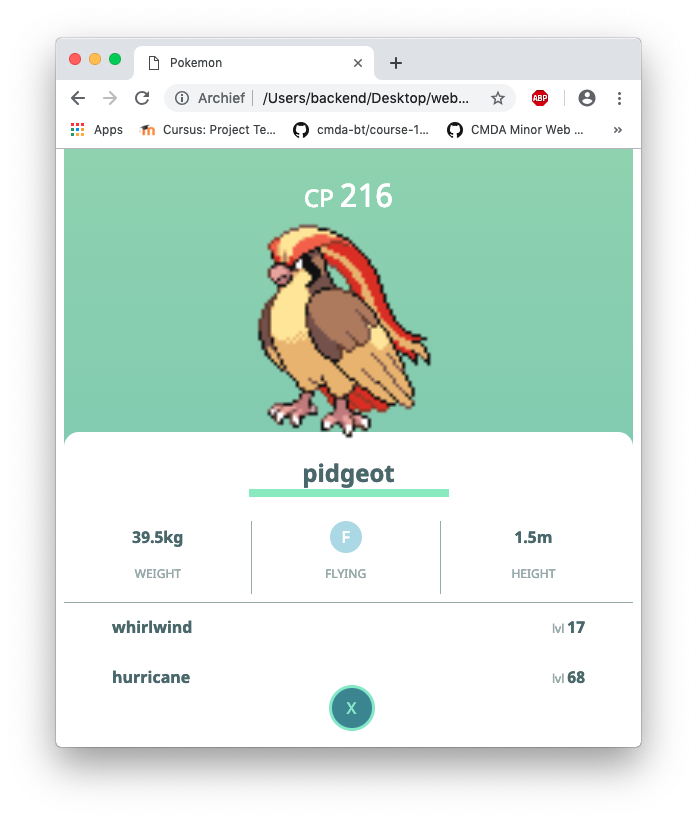 Pokemon
Archief /Users/backend/Desktop/web...
ABP
Apps Cursus: Project Te... cmda-bt/course-1... CMDA Minor Web ... »
CP 216
pidgeot
39.5kg F 1.5m
WEIGHT FLYING HEIGHT
whirlwind lvl 17
hurricane lvl 68
X